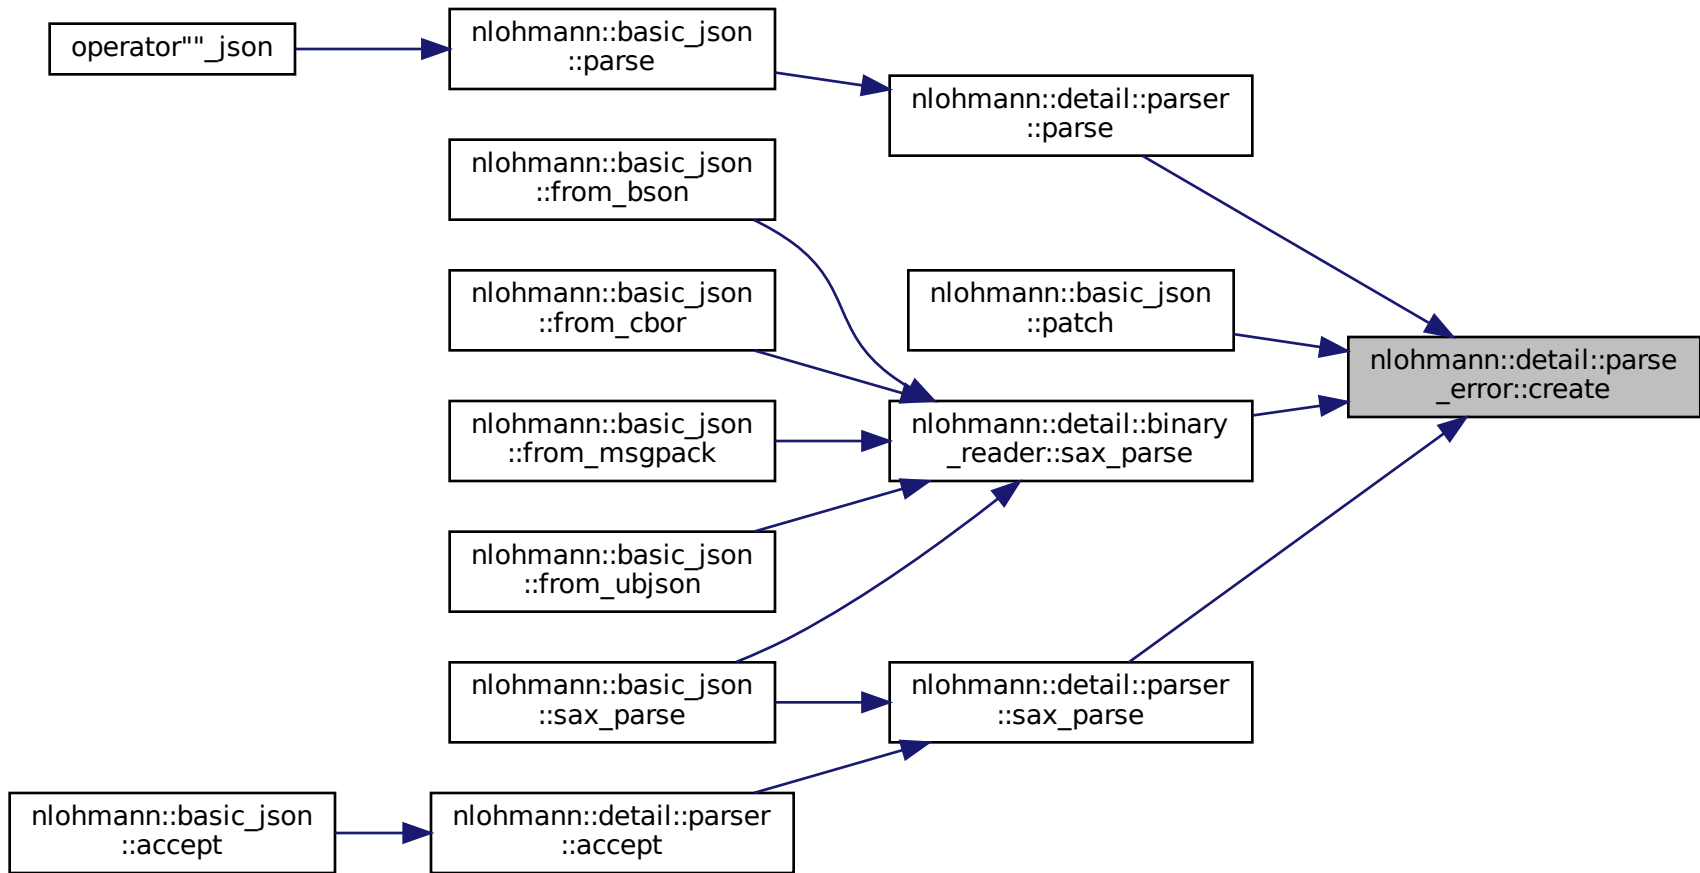 operator""_json
nlohmann::basic_json
::parse
nlohmann::detail::parser
::parse
nlohmann::basic_json
::from_bson
nlohmann::basic_json
::from_cbor
nlohmann::basic_json
::patch
nlohmann::detail::parse
_error::create
nlohmann::basic_json
::from_msgpack
nlohmann::detail::binary
_reader::sax_parse
nlohmann::basic_json
::from_ubjson
nlohmann::basic_json
::sax_parse
nlohmann::detail::parser
::sax_parse
nlohmann::basic_json
::accept
nlohmann::detail::parser
::accept